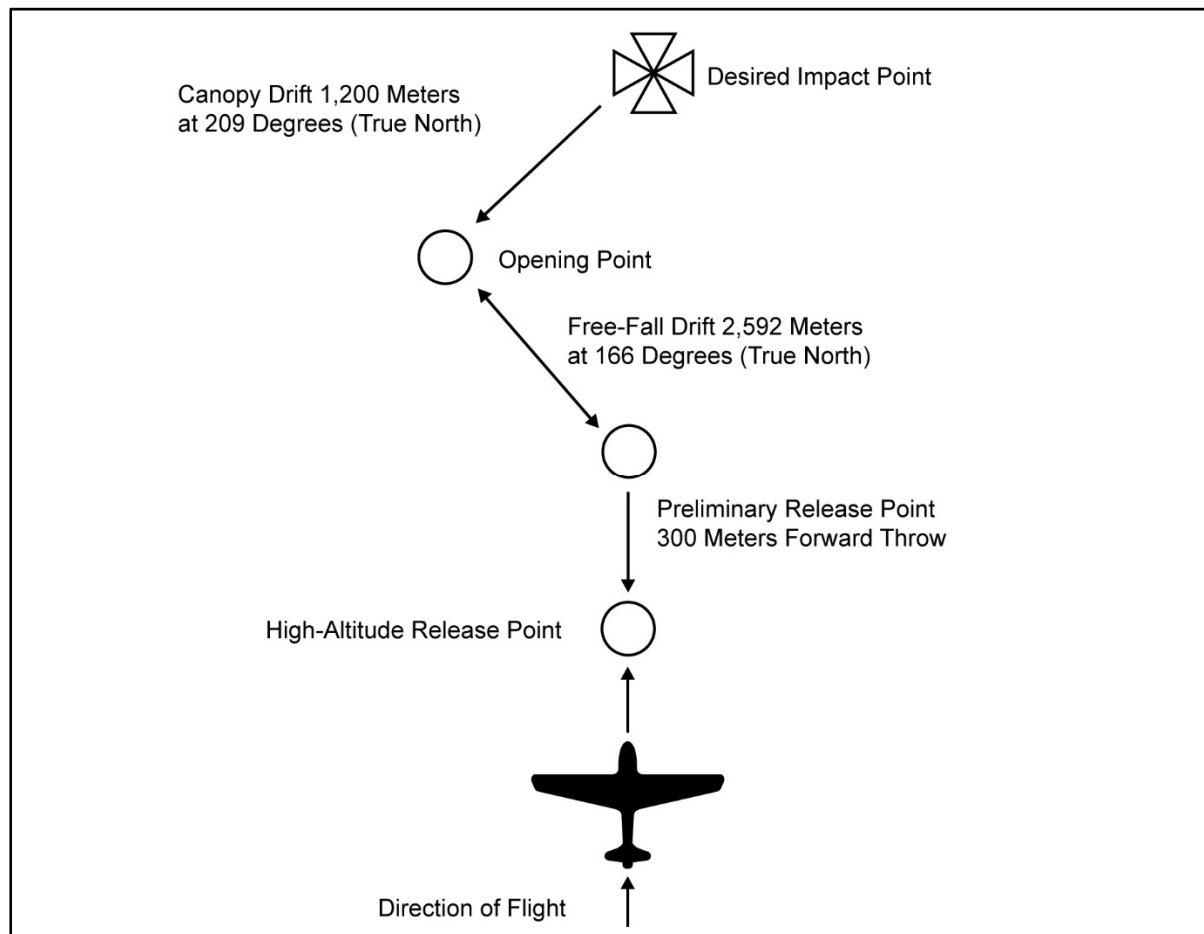 Desired Impact Point
Canopy Drift 1,200 Meters
at 209 Degrees (True North)
Opening Point
Free-Fall Drift 2,592 Meters
at 166 Degrees (True North)
Preliminary Release Point
300 Meters Forward Throw
High-Altitude Release Point
Direction of Flight